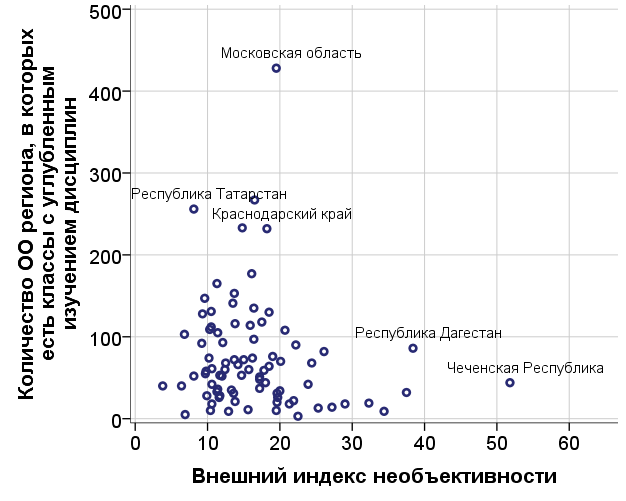 Количество ОО региона, в которых
есть классы с углубленным
изучением дисциплин
500
400
300
200
100
0
Московская область
Республика Татарстан
Краснодарский край
Республика Дагестан
Чеченская Республика
0 10 20 30 40 50 60
Внешний индекс необъективности